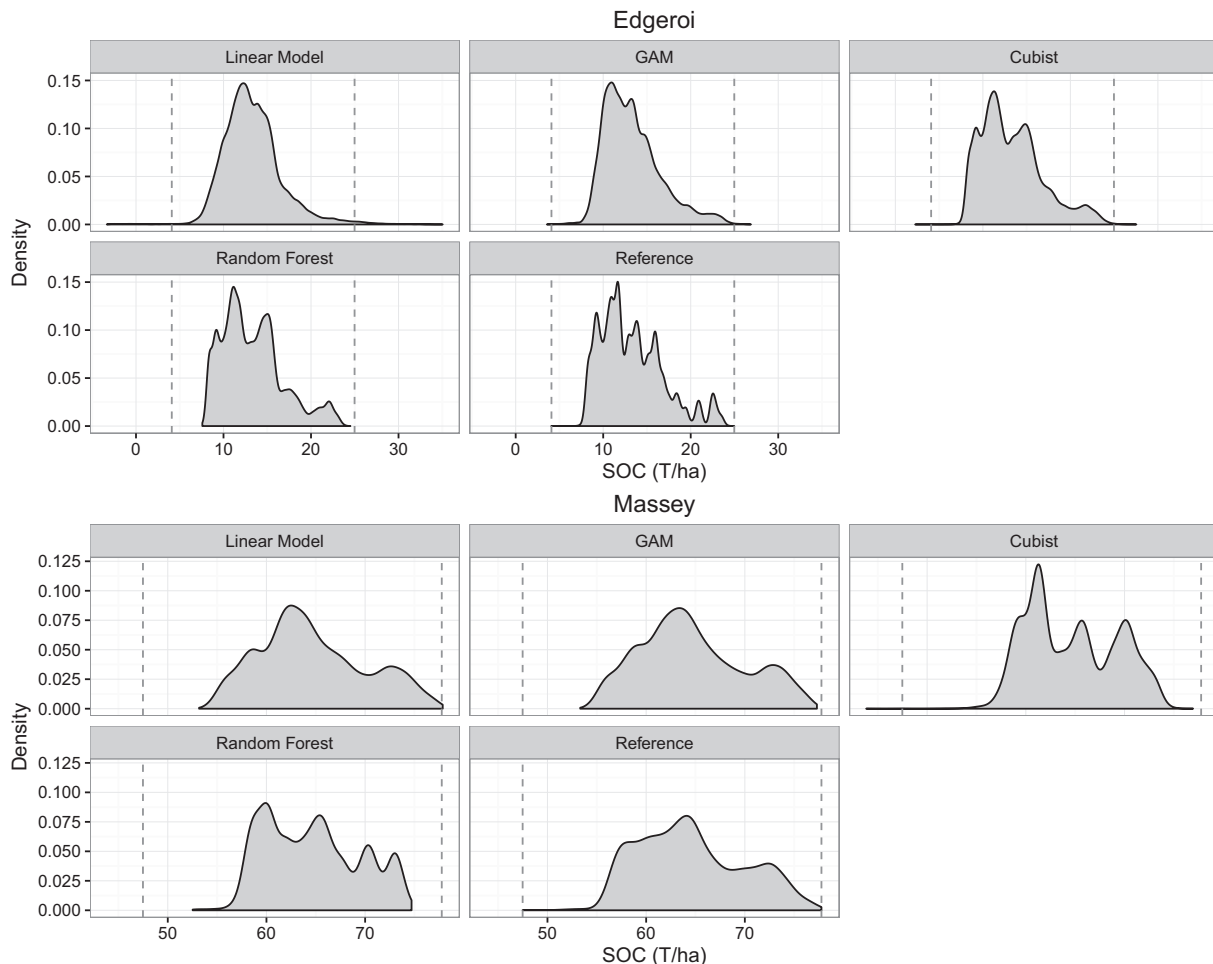 Edgeroi
Linear Model
GAM
Cubist
0.15
0.10
0.05
0.00
Random Forest
Reference
0.15
0.10
0.05
0.00
Density
0 10 20 30
0 10 20 30
SOC (T/ha)
Massey
Linear Model
GAM
Cubist
0.125
0.100
0.075
0.050
0.025
0.000
Random Forest
Reference
0.125
0.100
0.075
0.050
0.025
0.000
Density
50 60 70
50 60 70
SOC (T/ha)